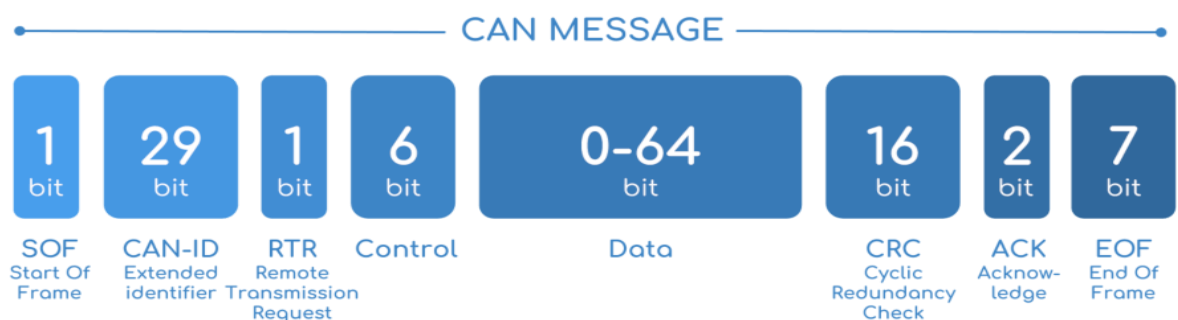 CAN MESSAGE
1
bit
29
bit
1
bit
6
bit
0-64
bit
16
bit
2
bit
7
bit
SOF
Start Of
Frame
CAN-ID
Extended
identifier
RTR
Remote
Transmission
Request
Control
Data
CRC
Cyclic
Redundancy
Check
ACK
Acknow-
ledge
EOF
End Of
Frame